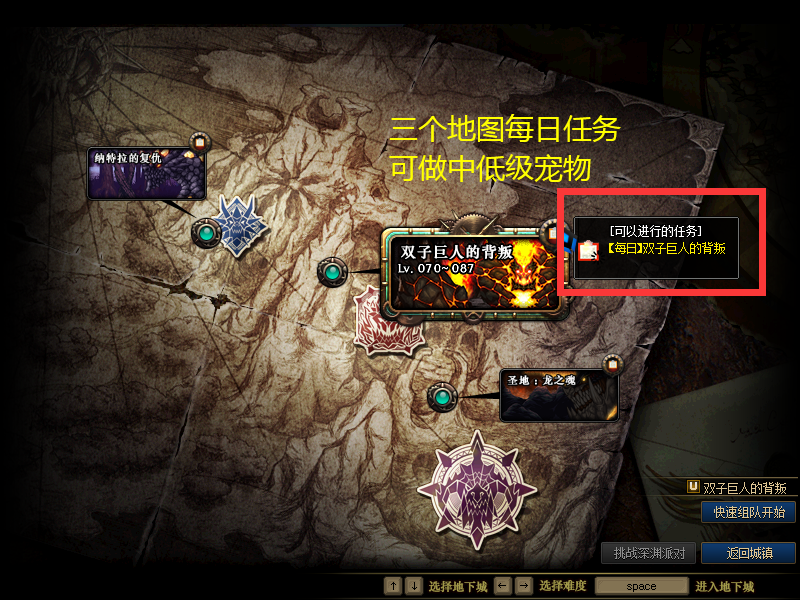 三个地图每日任务
可做中低级宠物
纳特拉的复仇
双子巨人的背叛
Lv. 070~087
[可以进行的任务]
【每日】双子巨人的背叛
圣地：龙之魂
U 双子巨人的背叛
快速组队开始
挑战深渊派对
返回城镇
↑ ↓ 选择地下城 ← → 选择难度 space 进入地下城